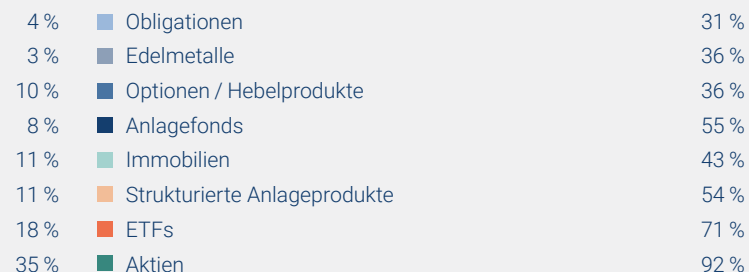 4 % Obligationen 31 %
3 % Edelmetalle 36 %
10 % Optionen / Hebelprodukte 36 %
8 % Anlagefonds 55 %
11 % Immobilien 43 %
11 % Strukturierte Anlageprodukte 54 %
18 % ETFs 71 %
35 % Aktien 92 %